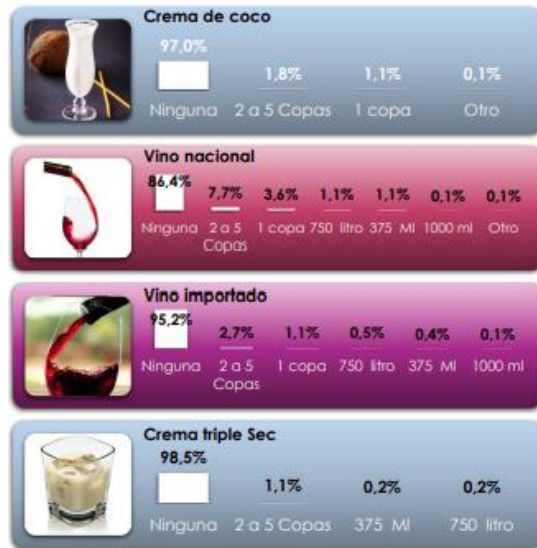 Crema de coco
97,0% 1,8% 1,1% 0,1%
Ninguna 2 a 5 Copas 1 copa Otro
Vino nacional
86,4% 7,7% 3,6% 1,1% 1,1% 0,1% 0,1%
Ninguna 2 a 5 1 copa 750 litro 375 Ml 1000 ml Otro
Copas
Vino importado
95,2% 2,7% 1,1% 0,5% 0,4% 0,1%
Ninguna 2 a 5 1 copa 750 litro 375 Ml 1000 ml
Copas
Crema triple Sec
98,5% 1,1% 0,2% 0,2%
Ninguna 2 a 5 Copas 375 Ml 750 litro